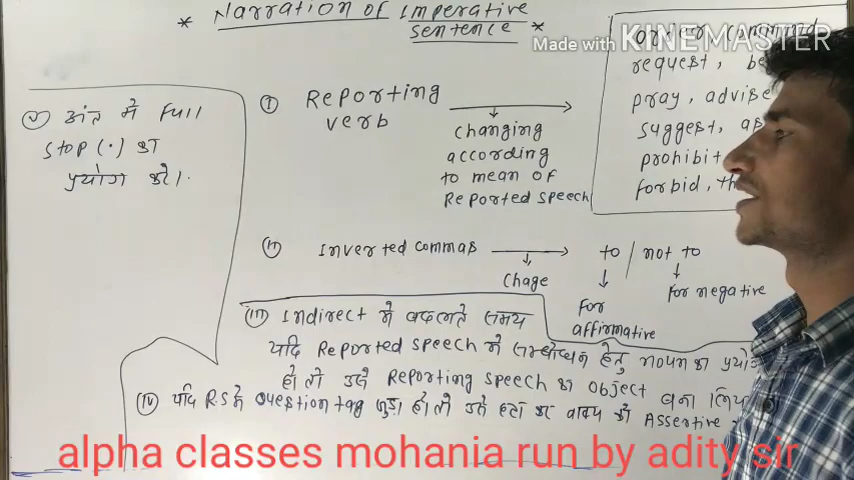 * Narration of Imperative
Sentence *
Made with KINEMASTER
order, commnd
request, be
pray, advise
suggest, as
prohibit
forbid, th
(I) Reporting
verb
changing
according
to mean of
Reported speech
(II) Inverted commas
chage
to / not to
for
affirmative
for negative
(III) Indirect में बदलते समय
यदि Reported speech में सम्बोधन हेतु noun का प्रयो
हो तो उसे Reporting speech का object बना लिय
(IV) यदि R.S में Question tag जुड़ा हो तो उसे हटा कर वाक्य को Assertive
(V) अंत में Full
stop (.) का
प्रयोग करें।
alpha classes mohania run by adity sir